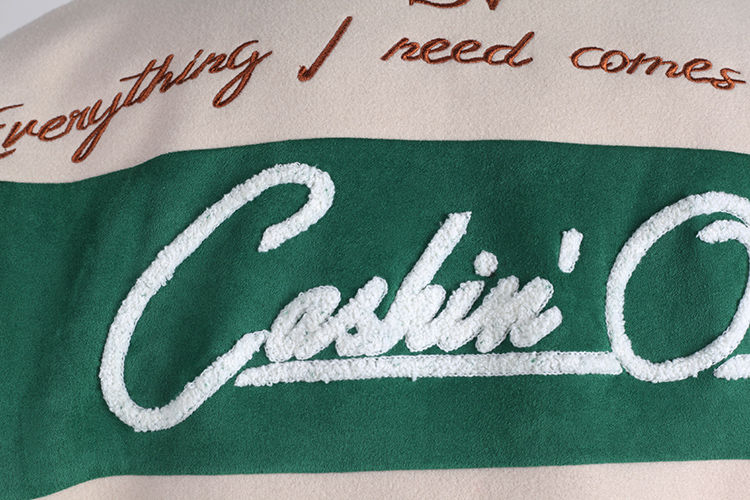 Everything I need comes
Cashin' O